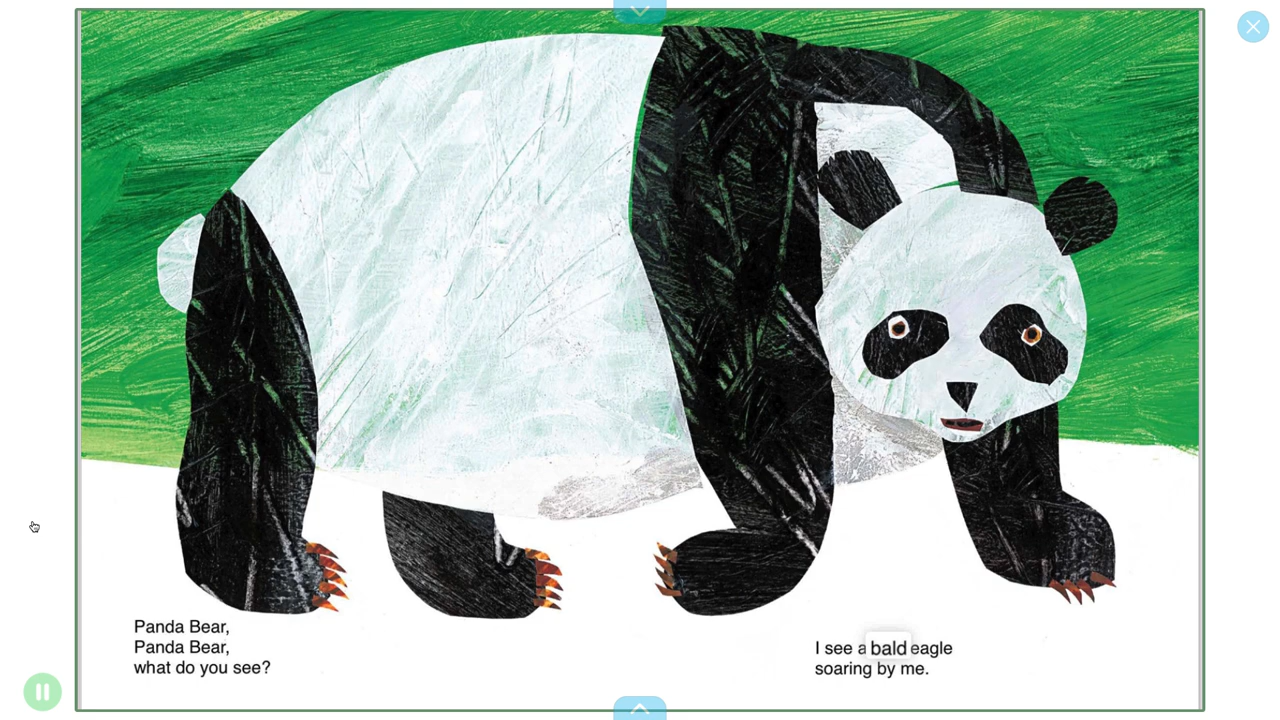 Panda Bear,
Panda Bear,
what do you see?
I see a bald eagle
soaring by me.